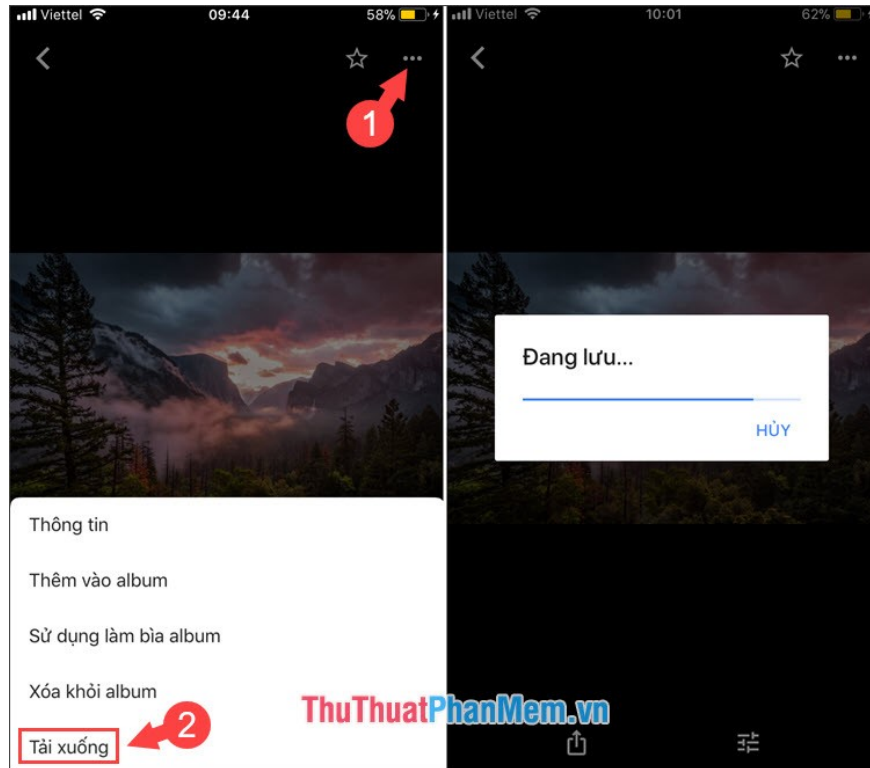 Viettel 09:44 58%
1
Thông tin
Thêm vào album
Sử dụng làm bìa album
Xóa khỏi album
Tải xuống
2
Viettel 10:01 62%
Đang lưu...
HỦY
ThuThuatPhanMem.vn